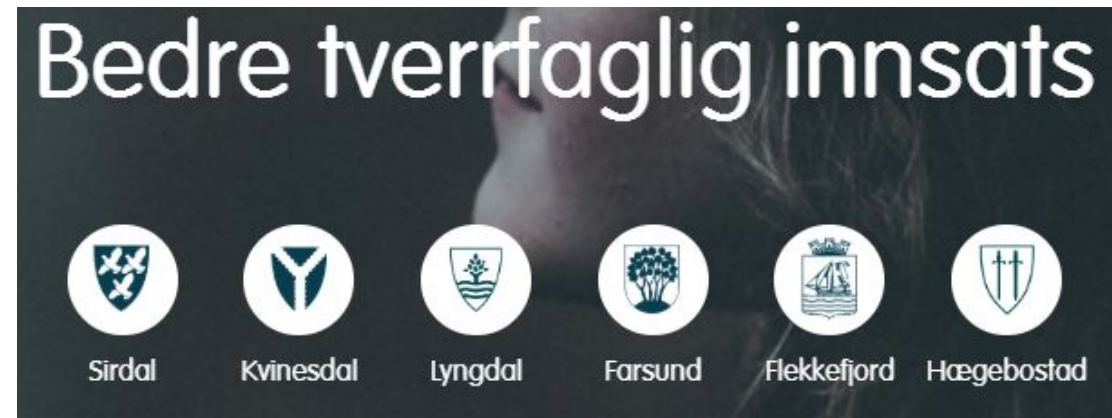 Bedre tverrfaglig innsats
Sirdal Kvinesdal Lyngdal Farsund Flekkefjord Hægebostad